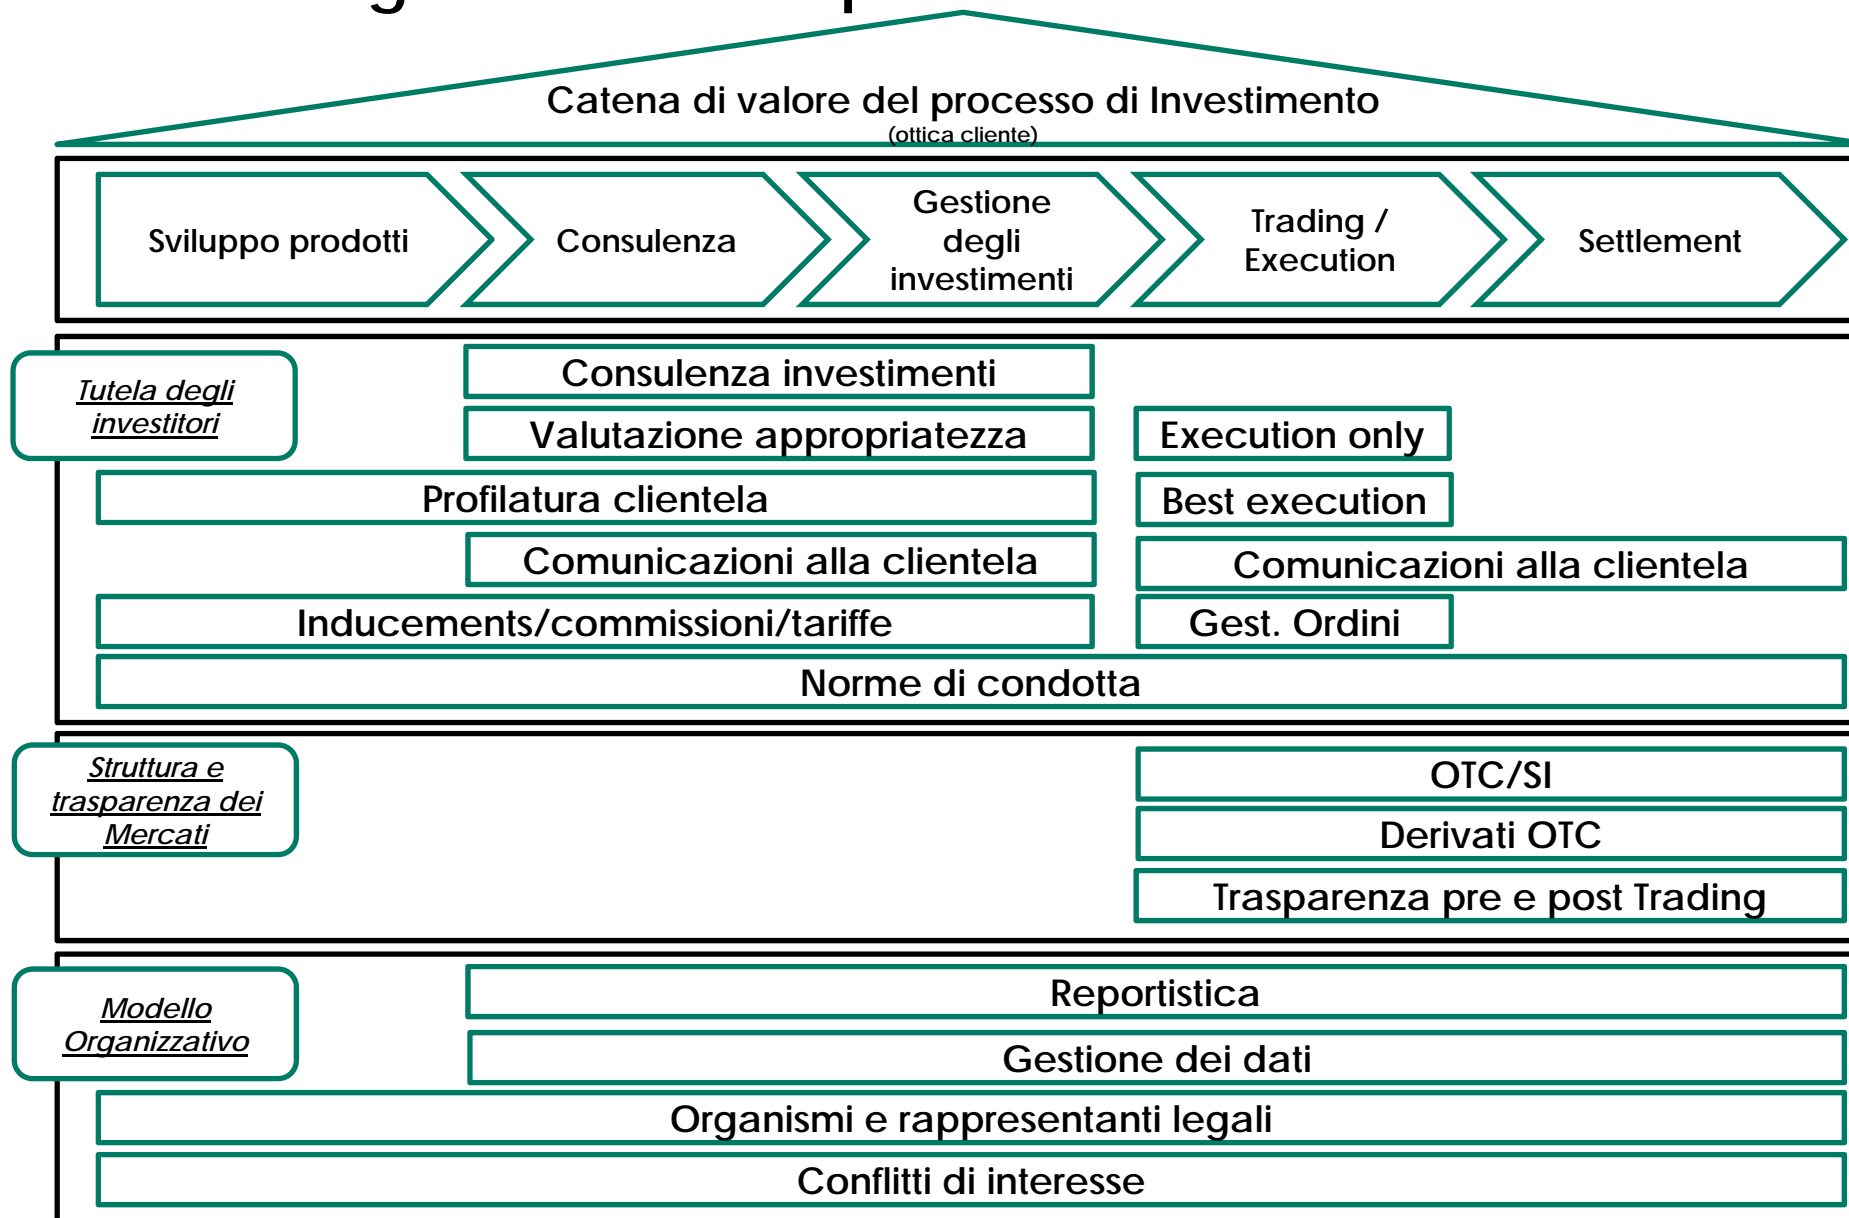 Catena di valore del processo di Investimento
(ottica cliente)
Sviluppo prodotti
Consulenza
Gestione
degli
investimenti
Trading /
Execution
Settlement
Tutela degli
investitori
Consulenza investimenti
Valutazione appropriatezza
Execution only
Profilatura clientela
Best execution
Comunicazioni alla clientela
Comunicazioni alla clientela
Inducements/commissioni/tariffe
Gest. Ordini
Norme di condotta
Struttura e
trasparenza dei
Mercati
OTC/SI
Derivati OTC
Trasparenza pre e post Trading
Modello
Organizzativo
Reportistica
Gestione dei dati
Organismi e rappresentanti legali
Conflitti di interesse